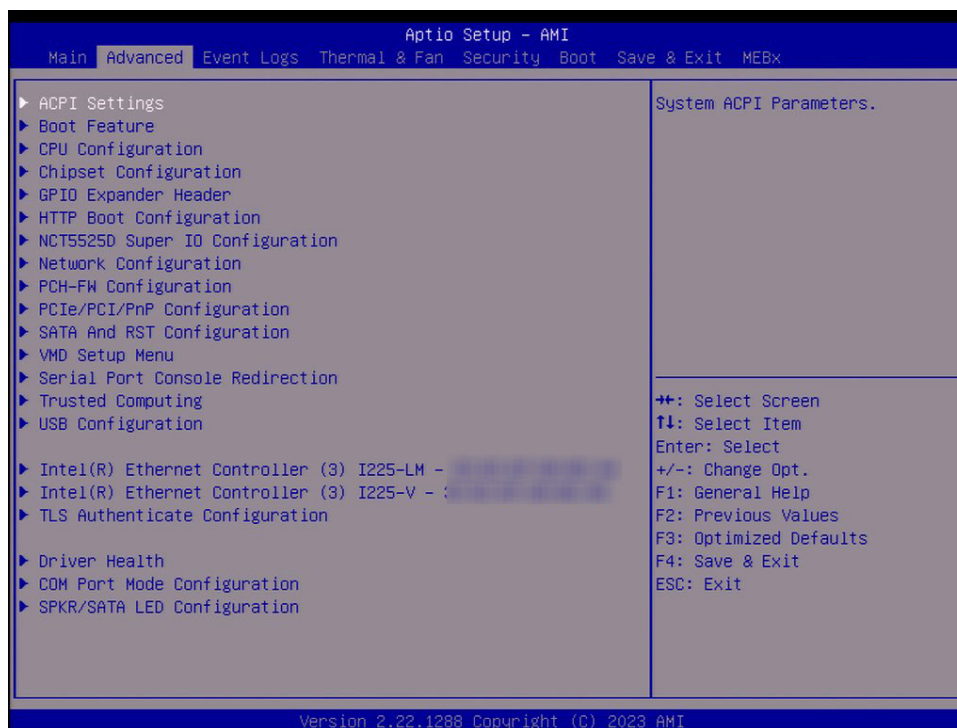 Aptio Setup – AMI
Main Advanced Event Logs Thermal & Fan Security Boot Save & Exit MEBx
ACPI Settings
Boot Feature
CPU Configuration
Chipset Configuration
GPIO Expander Header
HTTP Boot Configuration
NCT5525D Super IO Configuration
Network Configuration
PCH-FW Configuration
PCIe/PCI/PnP Configuration
SATA And RST Configuration
VMD Setup Menu
Serial Port Console Redirection
Trusted Computing
USB Configuration
Intel(R) Ethernet Controller (3) I225-LM –
Intel(R) Ethernet Controller (3) I225-V –
TLS Authenticate Configuration
Driver Health
COM Port Mode Configuration
SPKR/SATA LED Configuration
System ACPI Parameters.
→←: Select Screen
↑↓: Select Item
Enter: Select
+/-: Change Opt.
F1: General Help
F2: Previous Values
F3: Optimized Defaults
F4: Save & Exit
ESC: Exit
Version 2.22.1288 Copyright (C) 2023 AMI